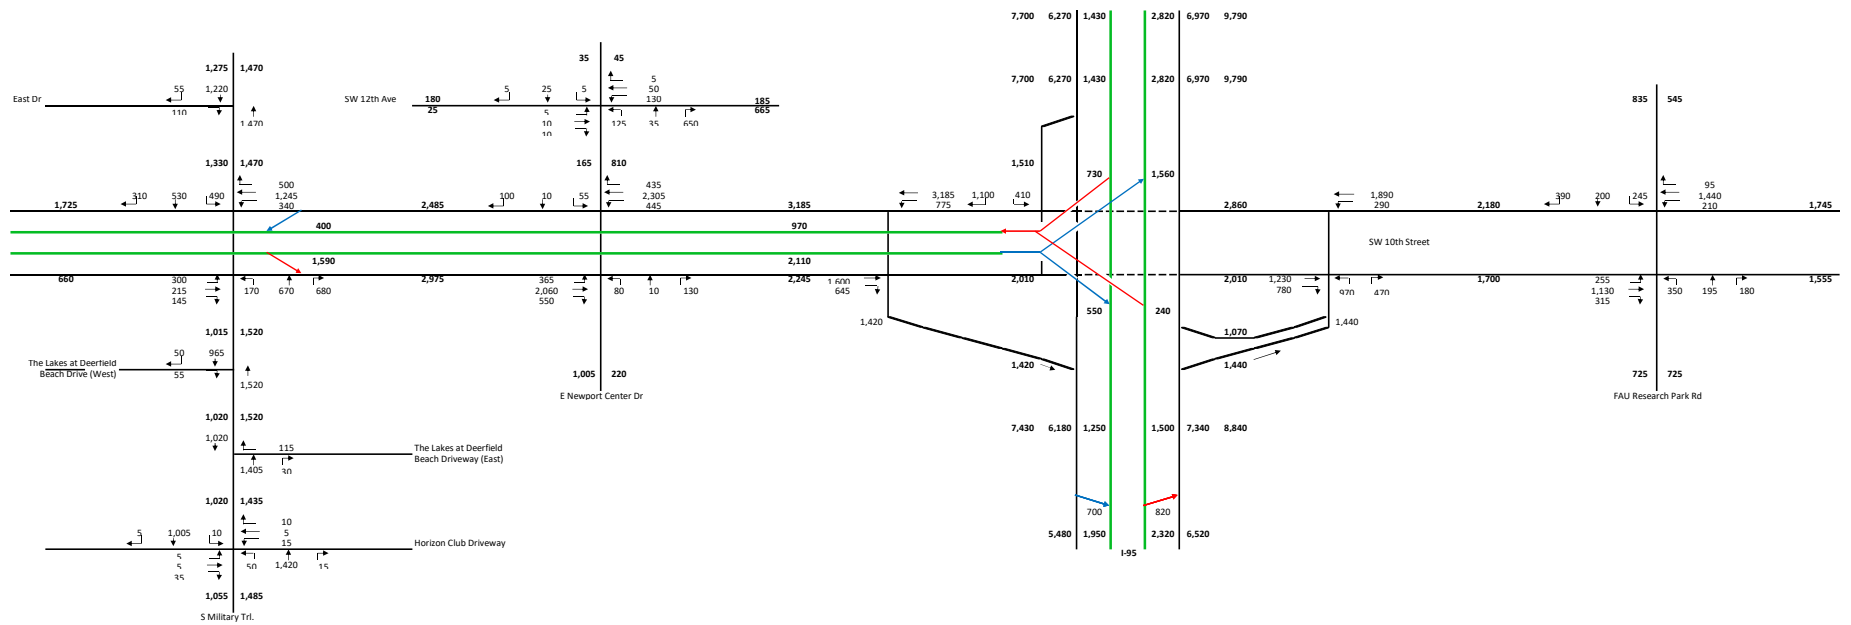 7,700 6,270 1,430 2,820 6,970 9,790
35 45
1,275 1,470
7,700 6,270 1,430 2,820 6,970 9,790
5
55 1,220
5 25 5 50
East Dr
SW 12th Ave 180 130 185
835 545
110
25 5 665
1,470
10 125 35 650
10
1,330 1,470
165 810
1,510
730 1,560
500
435
95
310 530 490 1,245
100 10 55 2,305
3,185 1,100 410
1,890
390 200 245 1,440
1,725 340
2,485 445
3,185 775
2,860 290
2,180 210 1,745
400 970
SW 10th Street
1,590 2,110
660 300
2,975 365
2,245 1,600
2,010 2,010 1,230
1,700 255 1,555
215 170 670 680
2,060 80 10 130
645
780 970 470
1,130 350 195 180
145
550
315
550 240
1,420 1,440
1,015 1,520
1,070
50 965
The Lakes at Deerfield
Beach Drive (West)
55
1,420 1,440
1,520
1,005 220
725 725
E Newport Center Dr
FAU Research Park Rd
1,020 1,520
7,430 6,180 1,250 1,500 7,340 8,840
1,020
115
The Lakes at Deerfield
Beach Driveway (East)
1,405 30
1,020 1,435
700 820
10
5 1,005 10 5
15
Horizon Club Driveway
5,480 1,950 2,320 6,520
I-95
5
5 50 1,420 15
35
1,055 1,485
S Military Trl.